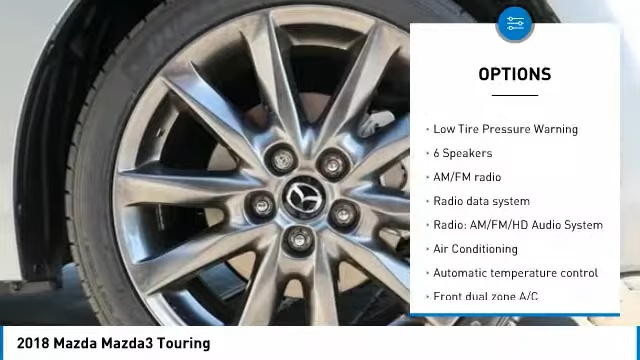 OPTIONS
• Low Tire Pressure Warning
• 6 Speakers
• AM/FM radio
• Radio data system
• Radio: AM/FM/HD Audio System
• Air Conditioning
• Automatic temperature control
• Front dual zone A/C
2018 Mazda Mazda3 Touring